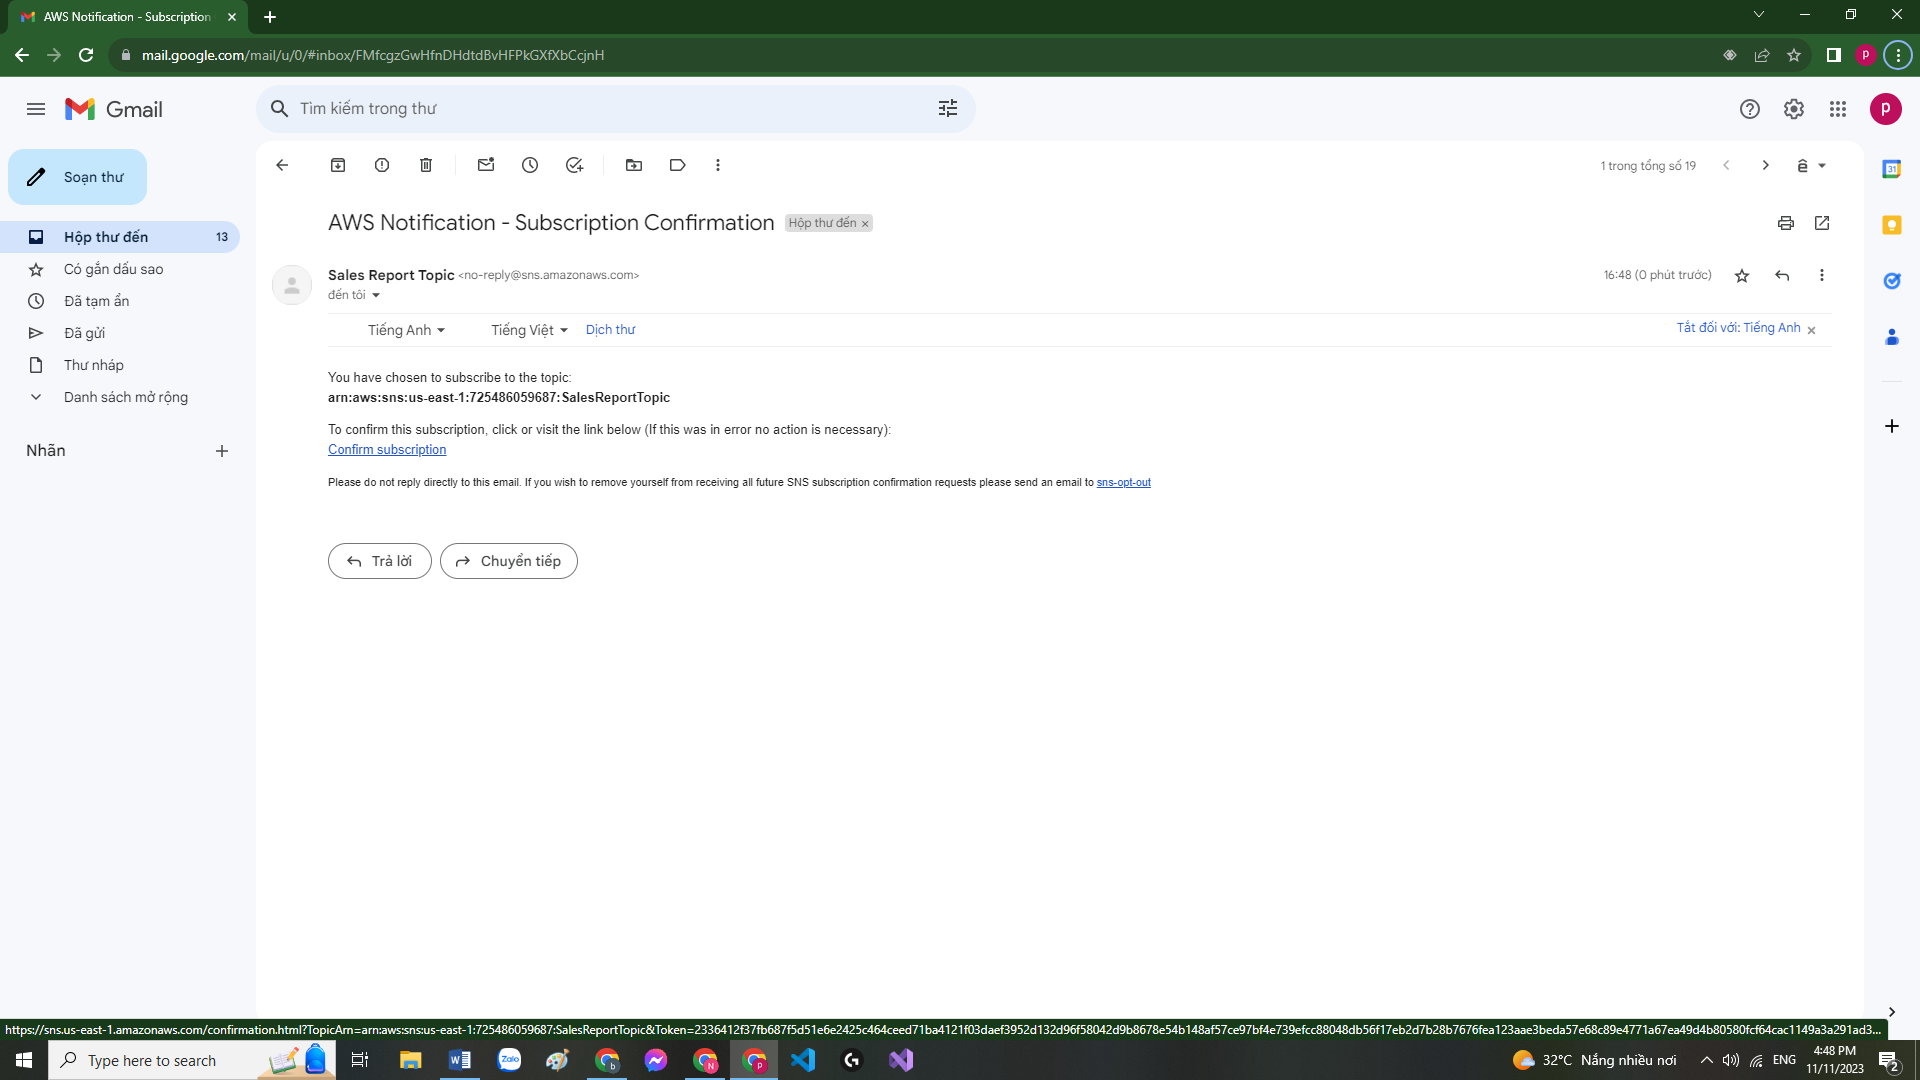 AWS Notification - Subscription
mail.google.com/mail/u/0/#inbox/FMfcgzGwHfnDHdtdBvHFPkGXfXbCcjnH
P
Gmail
Tìm kiếm trong thư
P
Soạn thư
1 trong tổng số 19
ê
31
Hộp thư đến 13
Có gắn dấu sao
Đã tạm ẩn
Đã gửi
Thư nháp
Danh sách mở rộng
Nhãn
AWS Notification - Subscription Confirmation Hộp thư đến ×
Sales Report Topic <no-reply@sns.amazonaws.com>
16:48 (0 phút trước)
đến tôi
Tiếng Anh Tiếng Việt Dịch thư
Tắt đối với: Tiếng Anh ×
You have chosen to subscribe to the topic:
arn:aws:sns:us-east-1:725486059687:SalesReportTopic
To confirm this subscription, click or visit the link below (If this was in error no action is necessary):
Confirm subscription
Please do not reply directly to this email. If you wish to remove yourself from receiving all future SNS subscription confirmation requests please send an email to sns-opt-out
Trả lời Chuyển tiếp
https://sns.us-east-1.amazonaws.com/confirmation.html?TopicArn=arn:aws:sns:us-east-1:725486059687:SalesReportTopic&Token=2336412f37fb687f5d51e6e2425c464ceed71ba4121f03daef3952d132d96f58042d9b8678e54b148af57ce97bf4e739efcc88048db56f17eb2d7b28b7676fea123aae3beda57e68c89e4771a67ea49d4b80580fcf64cac1149a3a291ad3...
Type here to search
Zalo
b
N
P
32°C Nắng nhiều nơi
ENG
4:48 PM
11/11/2023
2